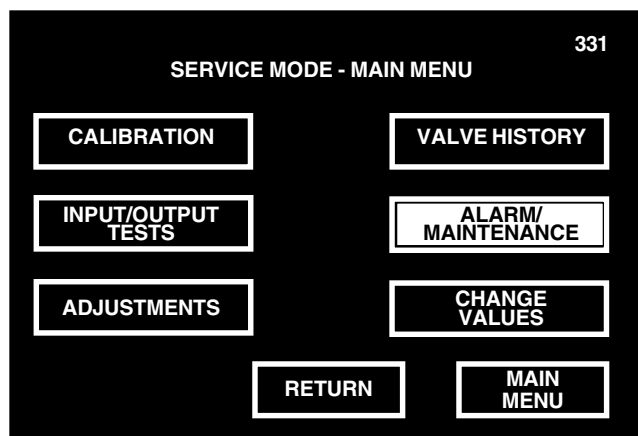 331
SERVICE MODE - MAIN MENU
CALIBRATION
VALVE HISTORY
INPUT/OUTPUT
TESTS
ALARM/
MAINTENANCE
ADJUSTMENTS
CHANGE
VALUES
RETURN
MAIN
MENU